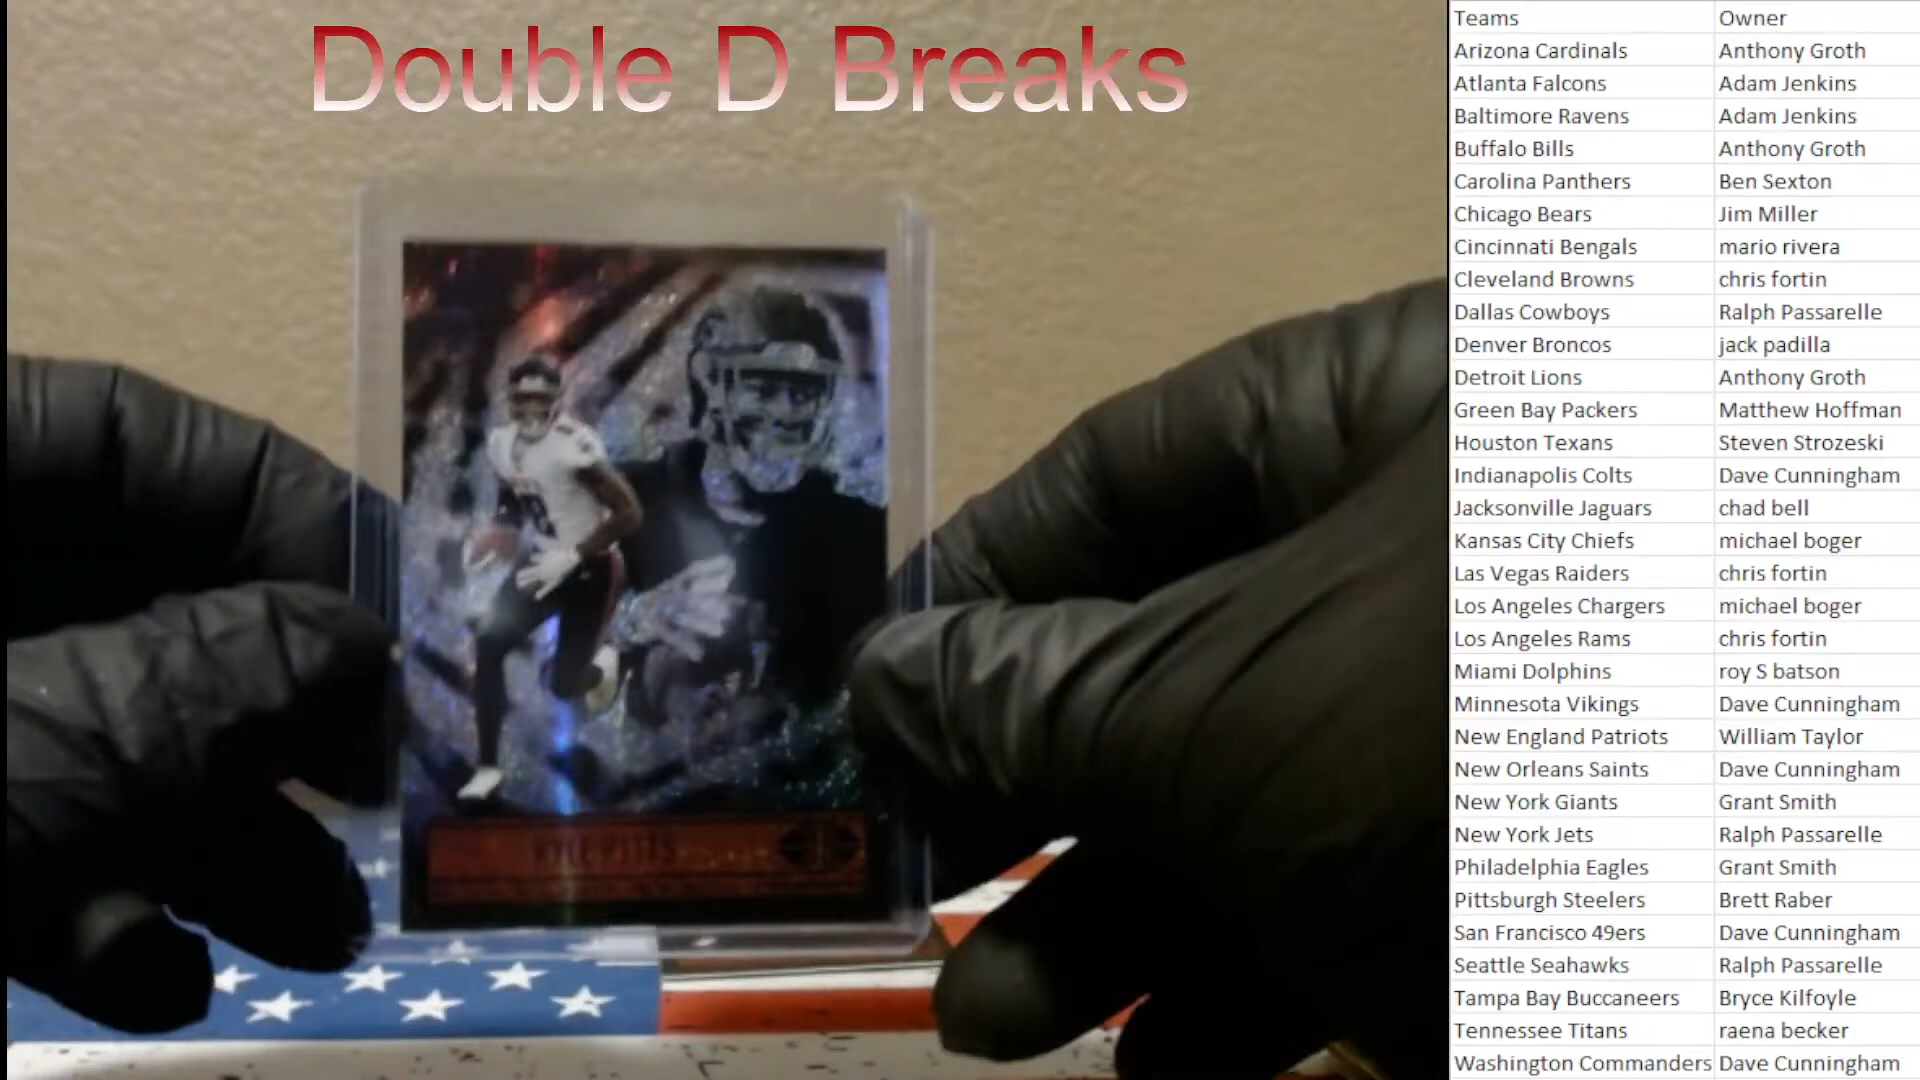 Double D Breaks
KYLE PITTS
Teams Owner
Arizona Cardinals Anthony Groth
Atlanta Falcons Adam Jenkins
Baltimore Ravens Adam Jenkins
Buffalo Bills Anthony Groth
Carolina Panthers Ben Sexton
Chicago Bears Jim Miller
Cincinnati Bengals mario rivera
Cleveland Browns chris fortin
Dallas Cowboys Ralph Passarelle
Denver Broncos jack padilla
Detroit Lions Anthony Groth
Green Bay Packers Matthew Hoffman
Houston Texans Steven Strozeski
Indianapolis Colts Dave Cunningham
Jacksonville Jaguars chad bell
Kansas City Chiefs michael boger
Las Vegas Raiders chris fortin
Los Angeles Chargers michael boger
Los Angeles Rams chris fortin
Miami Dolphins roy S batson
Minnesota Vikings Dave Cunningham
New England Patriots William Taylor
New Orleans Saints Dave Cunningham
New York Giants Grant Smith
New York Jets Ralph Passarelle
Philadelphia Eagles Grant Smith
Pittsburgh Steelers Brett Raber
San Francisco 49ers Dave Cunningham
Seattle Seahawks Ralph Passarelle
Tampa Bay Buccaneers Bryce Kilfoyle
Tennessee Titans raena becker
Washington Commanders Dave Cunningham